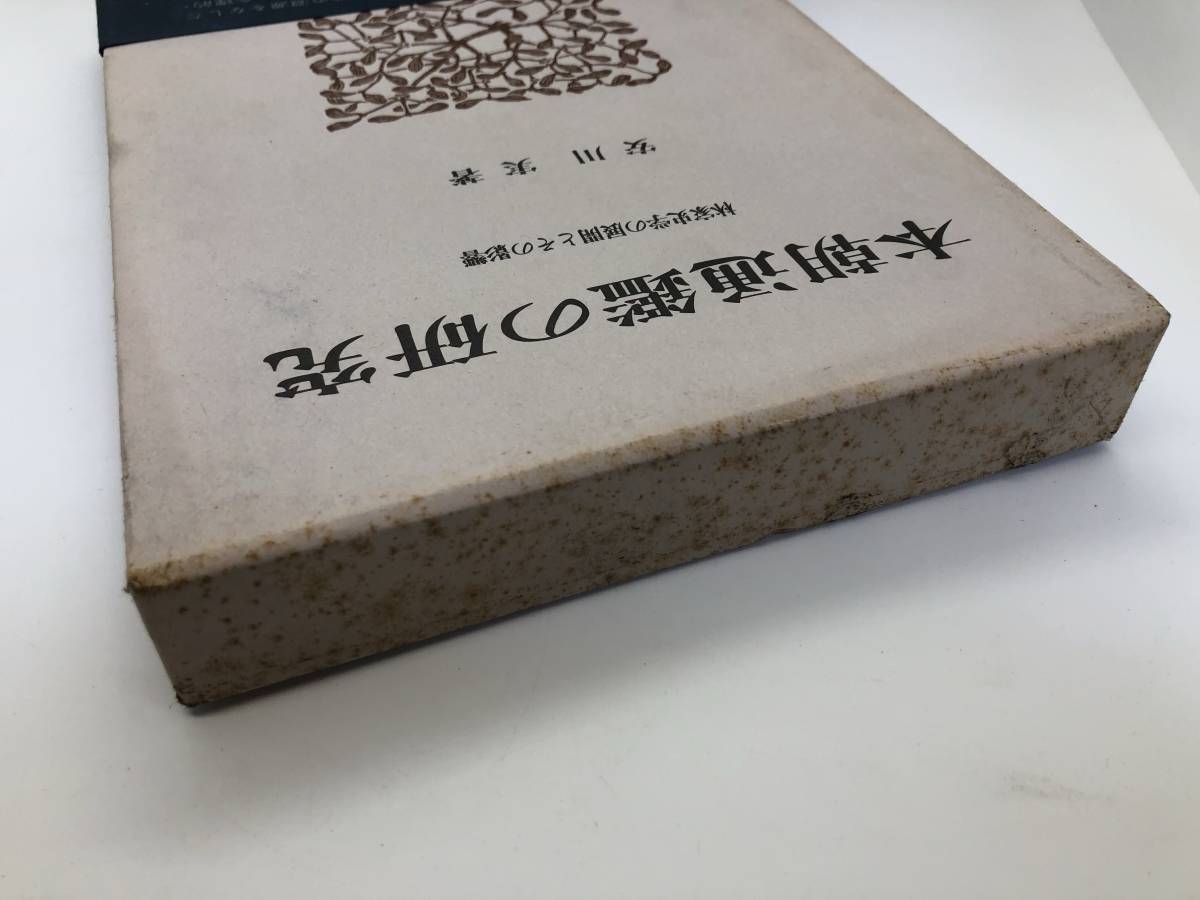 本朝通鑑の研究
林家史学の展開とその影響
安川 実著